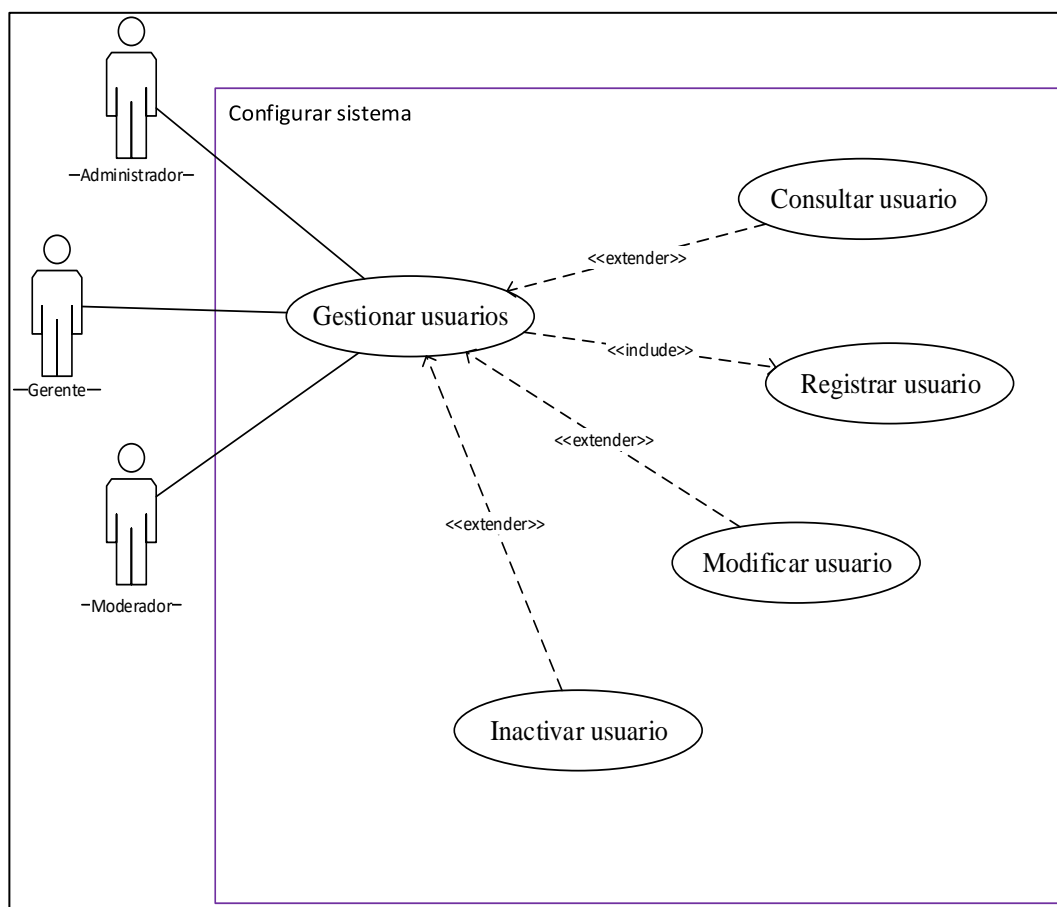 Administrador
Configurar sistema
Consultar usuario
<<extender>>
Gestionar usuarios
<<include>>
Registrar usuario
Gerente
<<extender>>
<<extender>>
Modificar usuario
Moderador
Inactivar usuario